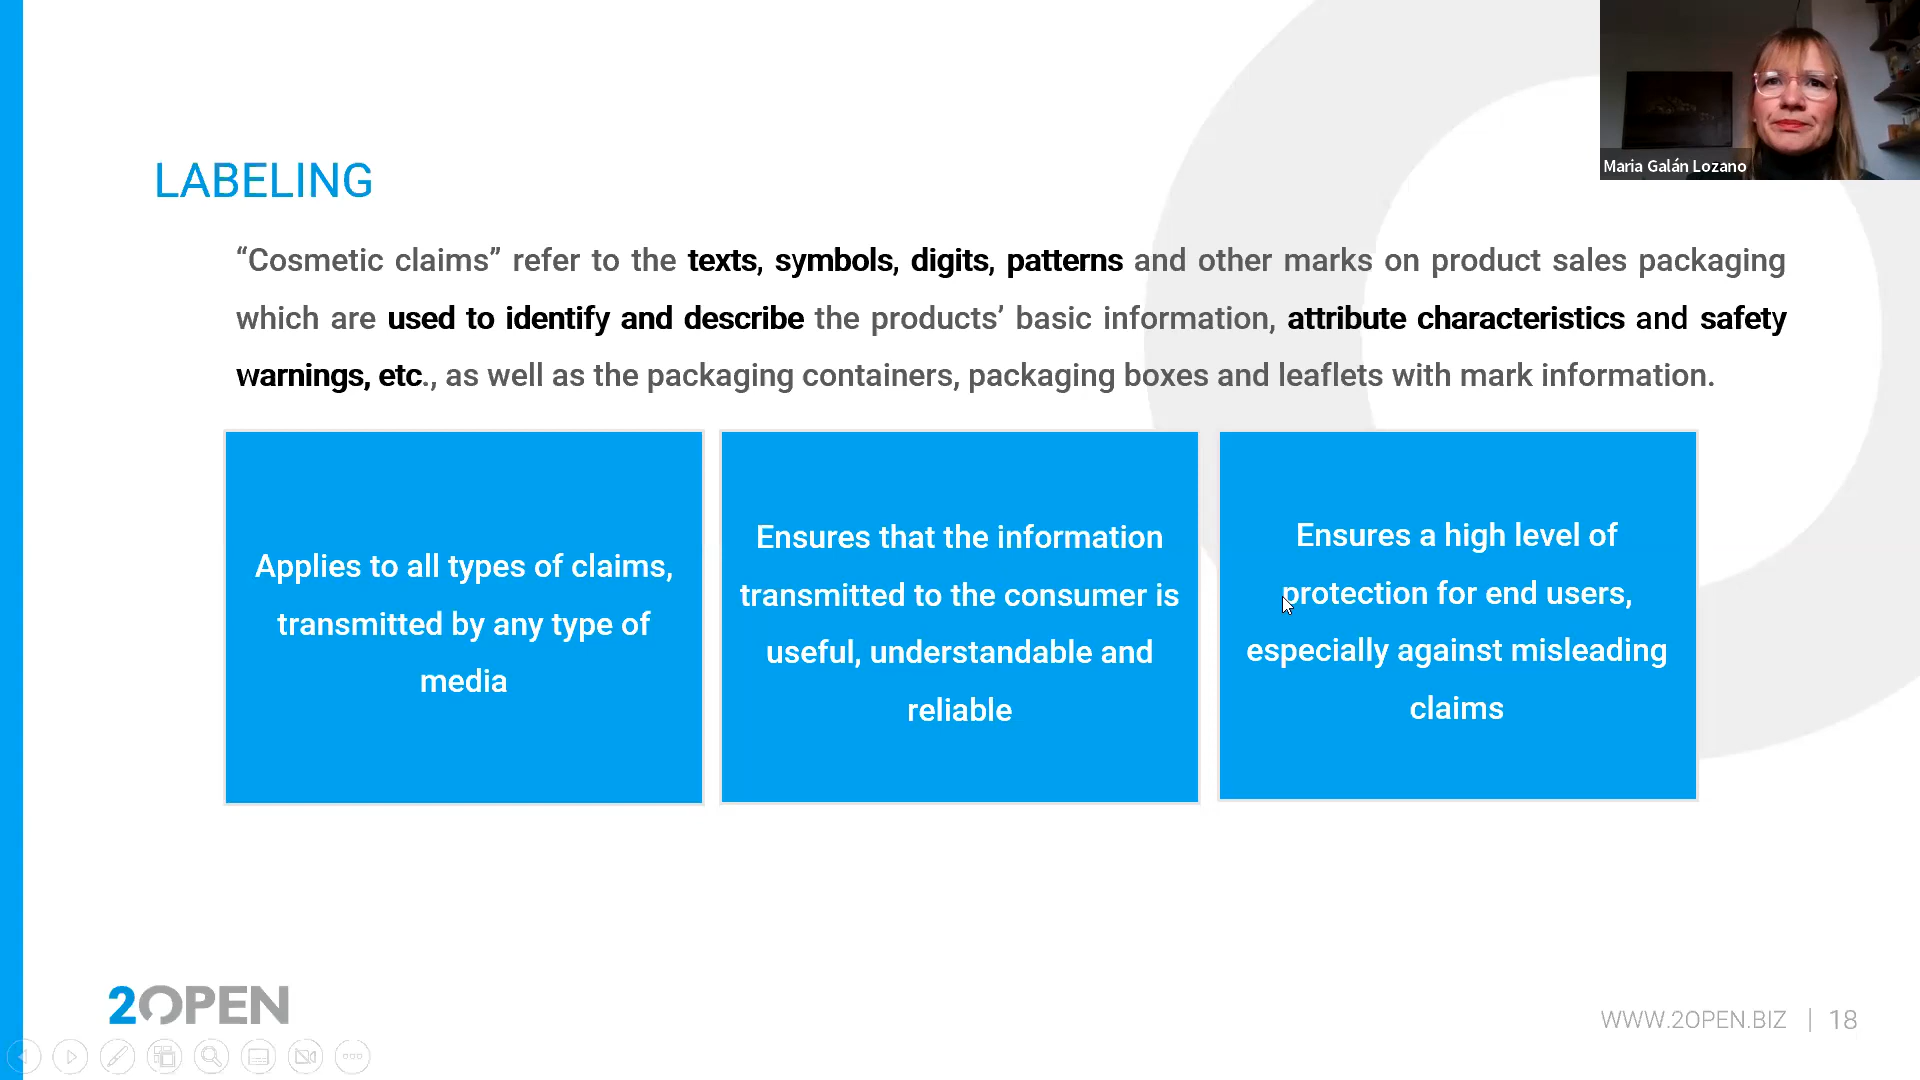 Maria Galán Lozano
LABELING
“Cosmetic claims” refer to the texts, symbols, digits, patterns and other marks on product sales packaging
which are used to identify and describe the products’ basic information, attribute characteristics and safety
warnings, etc., as well as the packaging containers, packaging boxes and leaflets with mark information.
Applies to all types of claims,
transmitted by any type of
media
Ensures that the information
transmitted to the consumer is
useful, understandable and
reliable
Ensures a high level of
protection for end users,
especially against misleading
claims
2OPEN
WWW.2OPEN.BIZ | 18